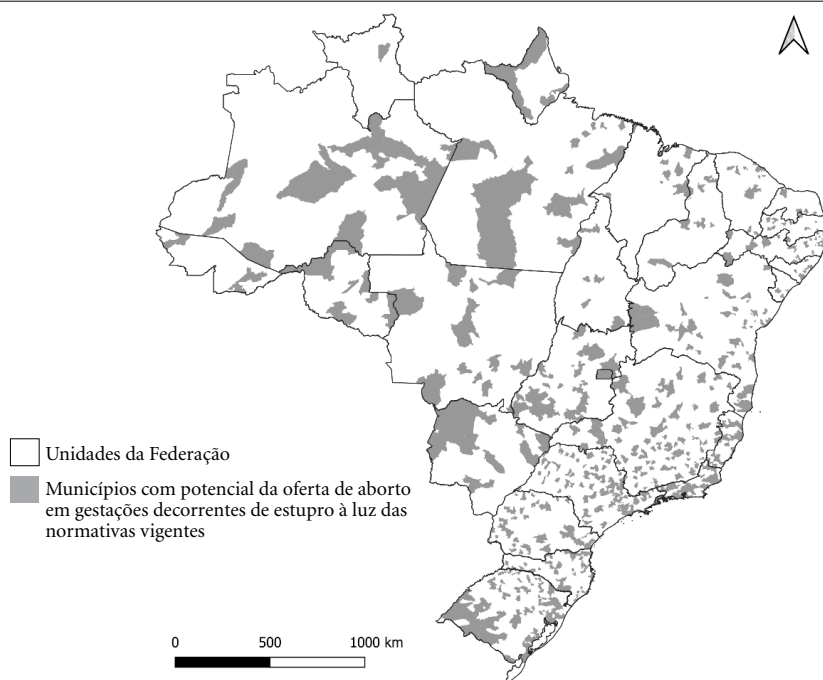 Unidades da Federação
Municípios com potencial da oferta de aborto
em gestações decorrentes de estupro à luz das
normativas vigentes
0 500 1000 km